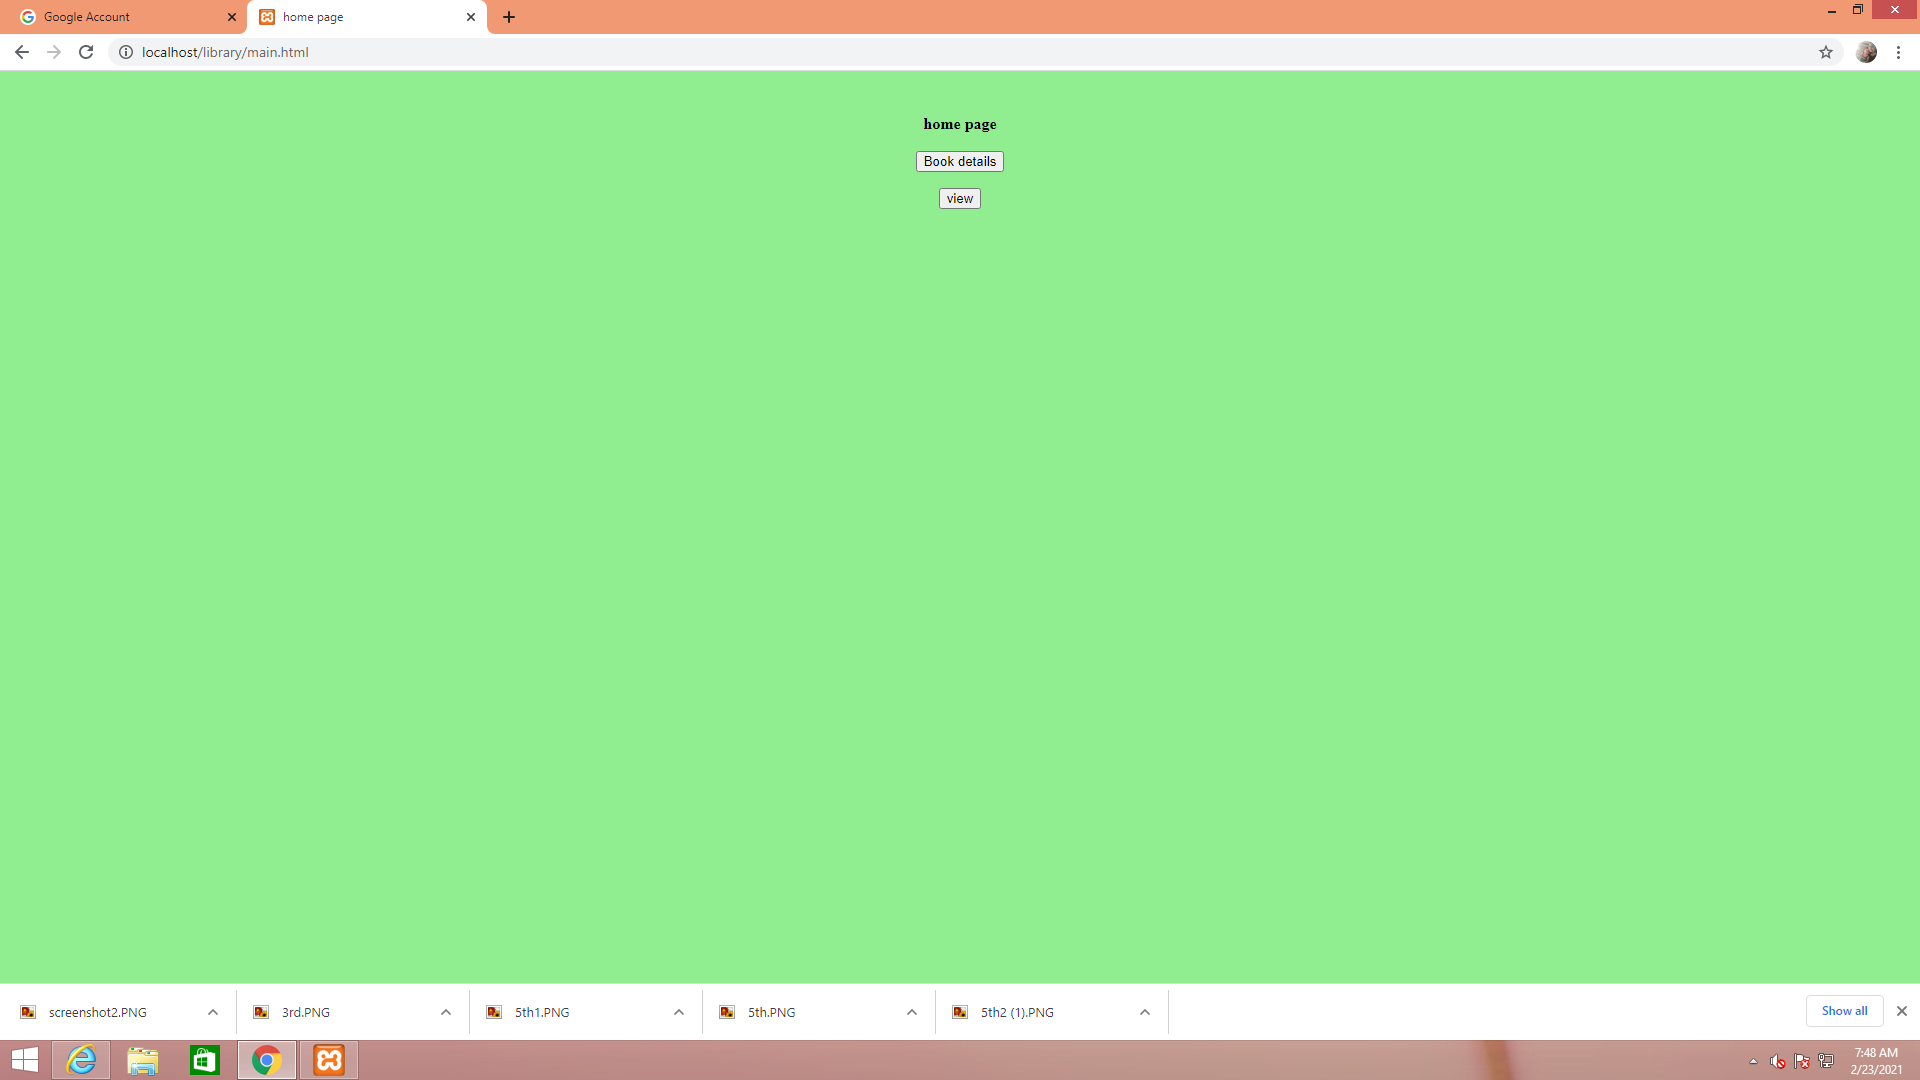 Google Account
home page
localhost/library/main.html
home page
Book details
view
screenshot2.PNG
3rd.PNG
5th1.PNG
5th.PNG
5th2 (1).PNG
Show all
7:48 AM
2/23/2021